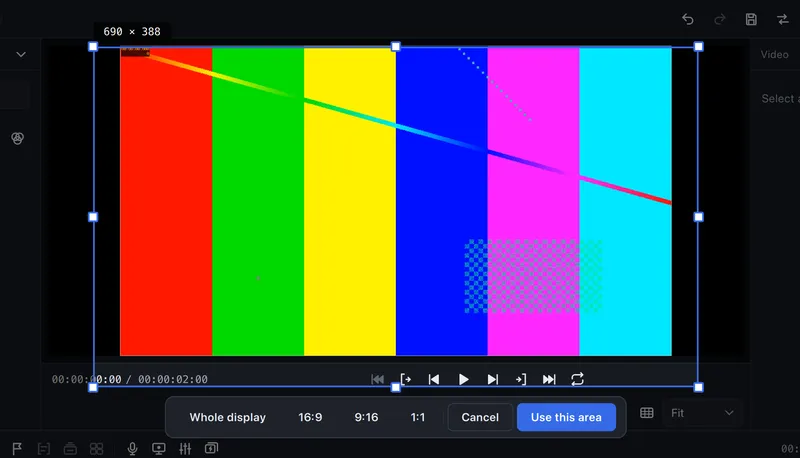 690 × 388
Video
Select a
00:00:00:00 / 00:00:02:00
Whole display 16:9 9:16 1:1 Cancel Use this area
Fit
00: